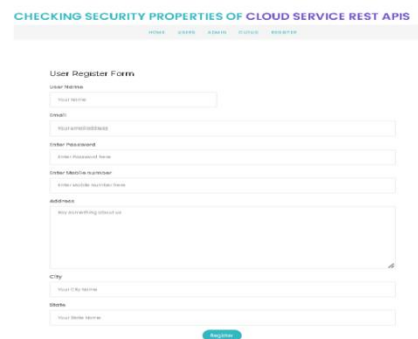 CHECKING SECURITY PROPERTIES OF CLOUD SERVICE REST APIS
HOME USERS ADMIN CLOUD REGISTER
User Register Form
User Name
Your Name
Email
Your email address
Enter Password
Enter Password here
Enter Mobile Number
Enter Mobile Number here
Address
Say something about us
City
Your City Name
State
Your State Name
Register